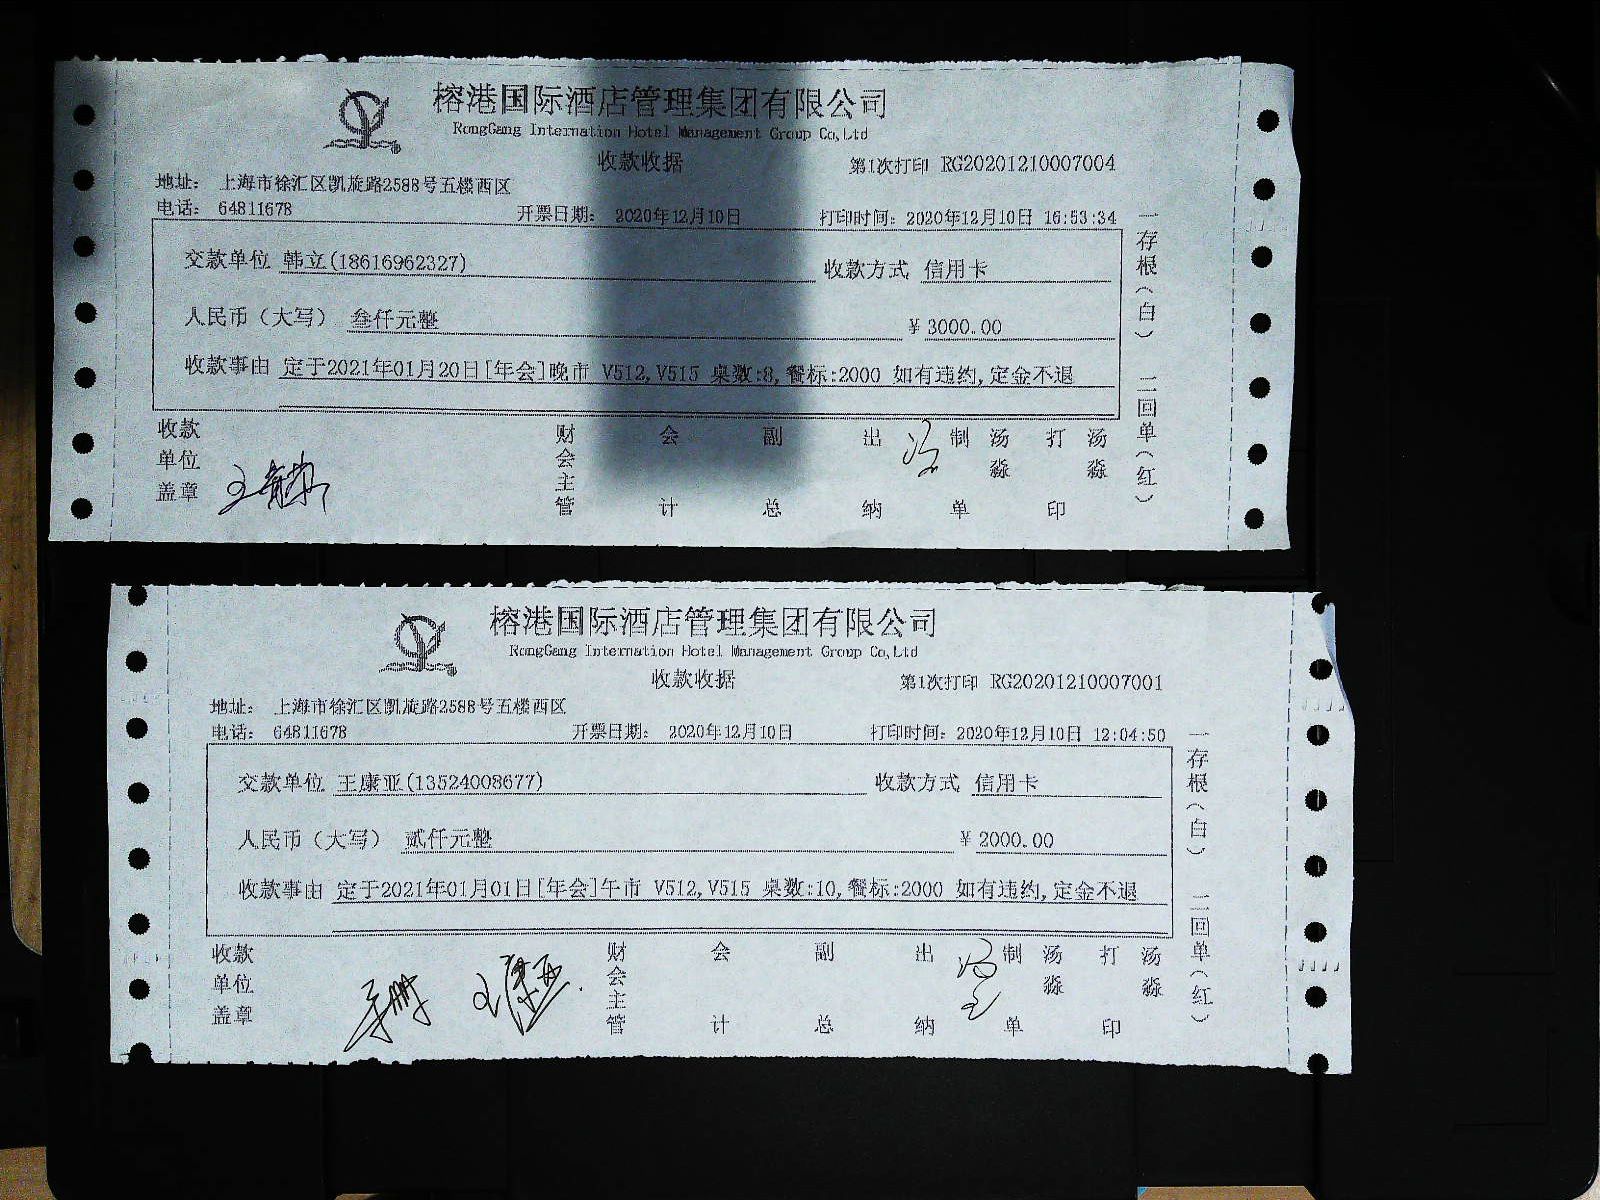 榕港国际酒店管理集团有限公司
RongGang Internation Hotel Management Group Co,Ltd
收款收据 第1次打印 RG20201210007004
地址： 上海市徐汇区凯旋路2588号五楼西区
电话： 64811678 开票日期： 2020年12月10日 打印时间：2020年12月10日 16:53:34
交款单位 韩立(18616962327) 收款方式 信用卡
人民币（大写） 叁仟元整 ￥3000.00
收款事由 定于2021年01月20日[年会]晚市 V512,V515 桌数:8,餐标:2000 如有违约,定金不退
一存根（白） 二回单（红）
收款单位盖章 财会主管 会计 副总 出纳 制单 汤淼 打印 汤淼
榕港国际酒店管理集团有限公司
RongGang Internation Hotel Management Group Co,Ltd
收款收据 第1次打印 RG20201210007001
地址： 上海市徐汇区凯旋路2588号五楼西区
电话： 64811678 开票日期： 2020年12月10日 打印时间：2020年12月10日 12:04:50
交款单位 王康亚(13524008677) 收款方式 信用卡
人民币（大写） 贰仟元整 ￥2000.00
收款事由 定于2021年01月01日[年会]午市 V512,V515 桌数:10,餐标:2000 如有违约,定金不退
一存根（白） 二回单（红）
收款单位盖章 王康亚 财会主管 会计 副总 出纳 制单 汤淼 打印 汤淼